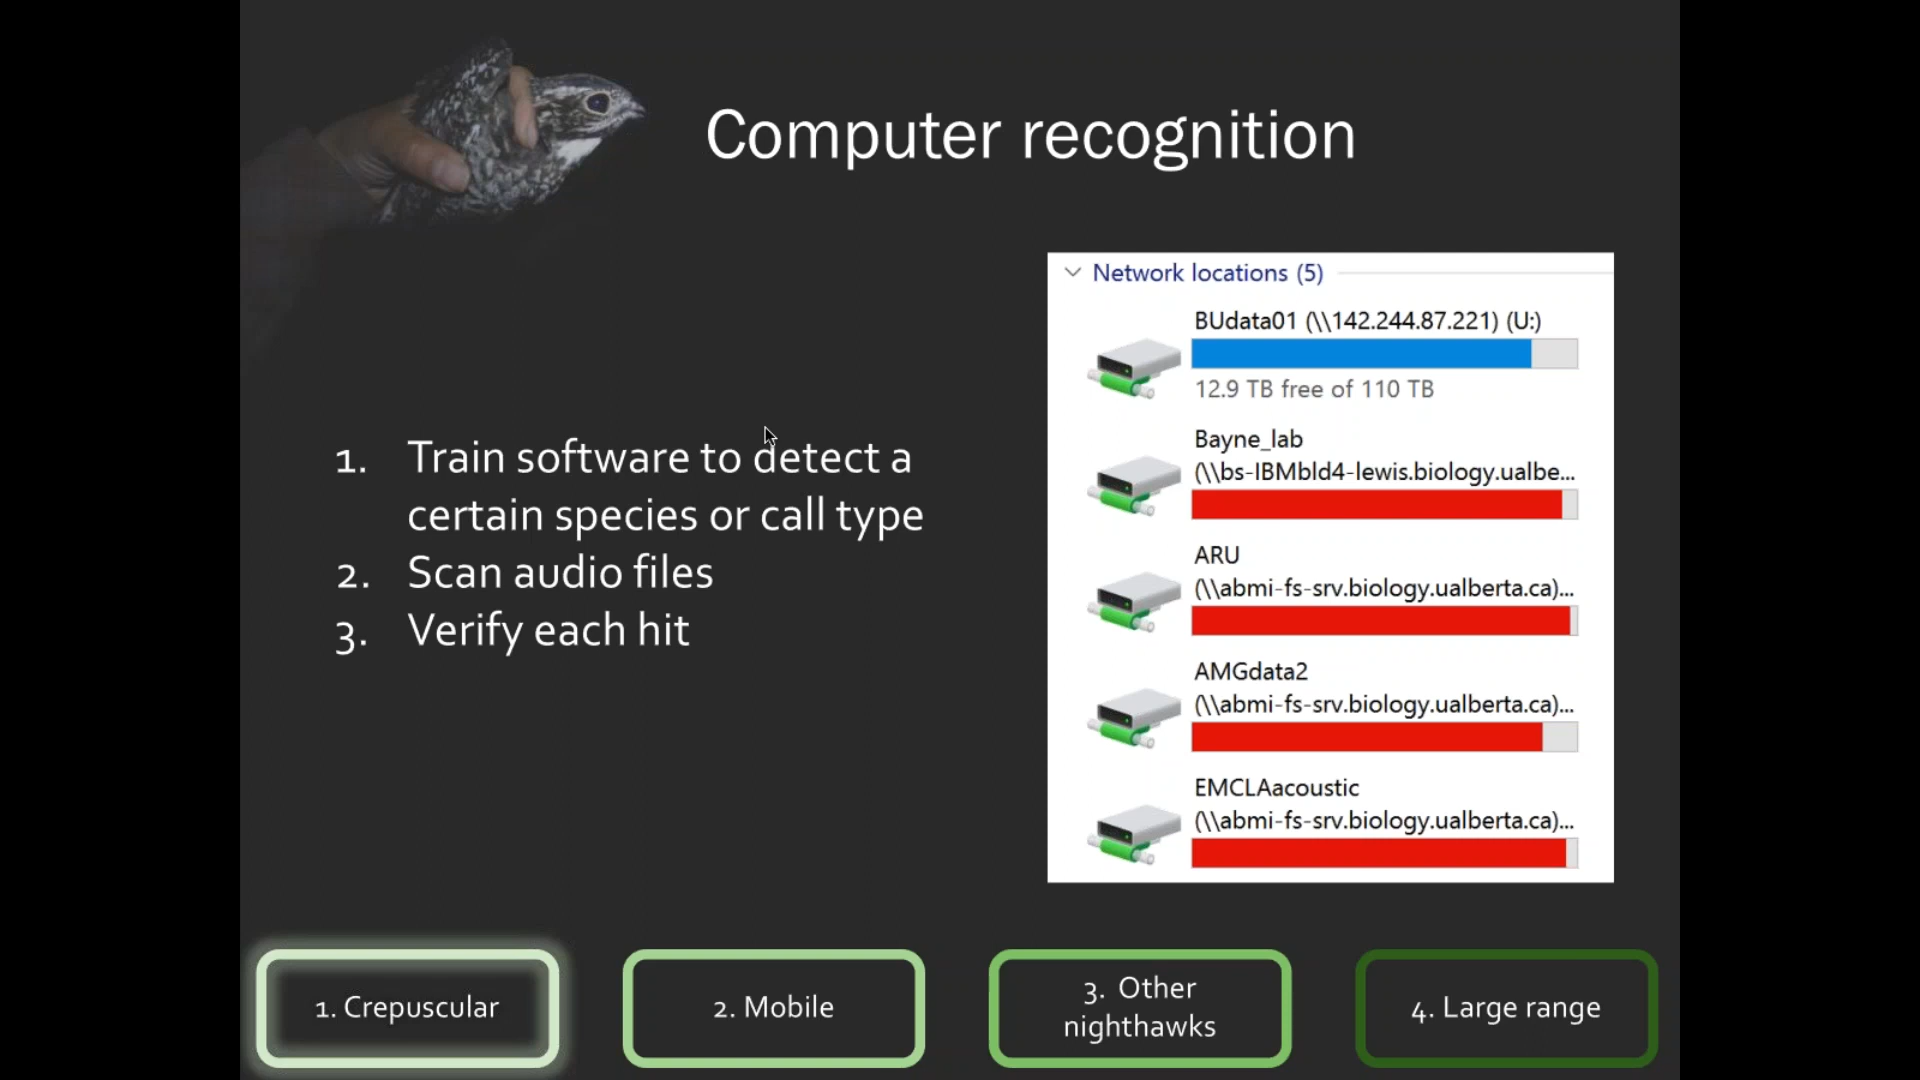 Computer recognition
1. Train software to detect a
certain species or call type
2. Scan audio files
3. Verify each hit
Network locations (5)
BUdata01 (\\142.244.87.221) (U:)
12.9 TB free of 110 TB
Bayne_lab
(\\bs-IBMbld4-lewis.biology.ualbe...
ARU
(\\abmi-fs-srv.biology.ualberta.ca)...
AMGdata2
(\\abmi-fs-srv.biology.ualberta.ca)...
EMCLAacoustic
(\\abmi-fs-srv.biology.ualberta.ca)...
1. Crepuscular
2. Mobile
3. Other
nighthawks
4. Large range